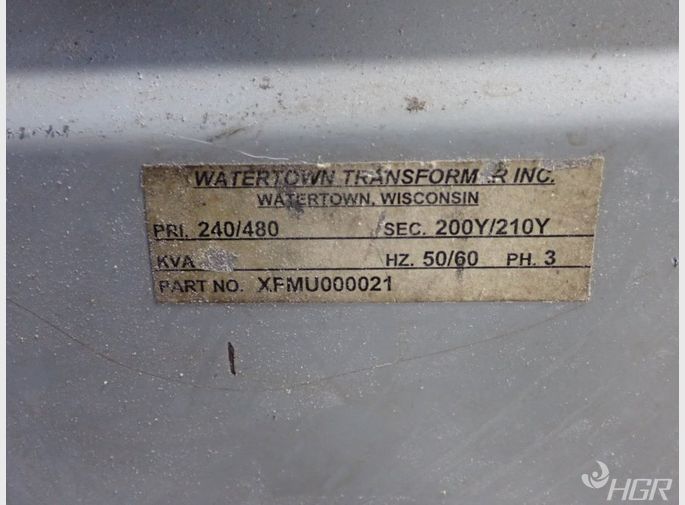 WATERTOWN TRANSFORM R INC.
WATERTOWN, WISCONSIN
PRI. 240/480 SEC. 200Y/210Y
KVA HZ. 50/60 PH. 3
PART NO. XFMU000021
HGR